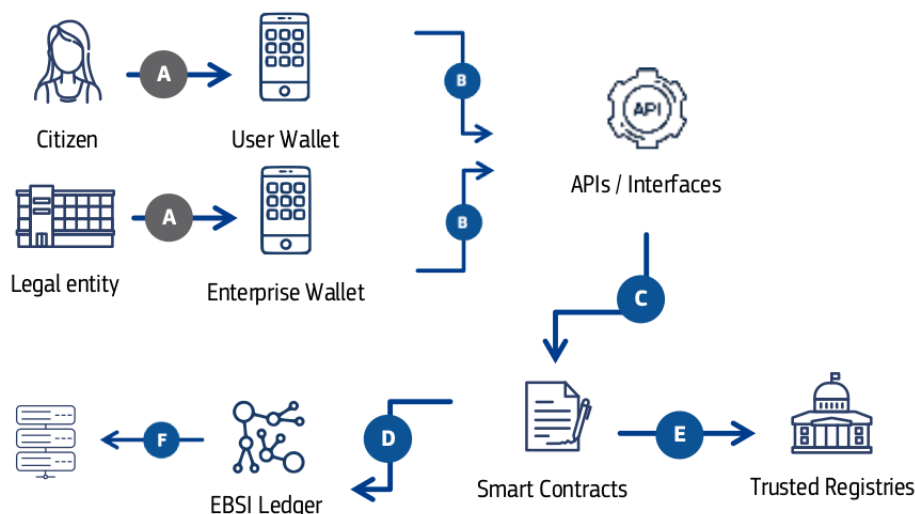 A
B
API
Citizen
User Wallet
APIs / Interfaces
A
B
Legal entity
Enterprise Wallet
C
F
D
E
EBSI Ledger
Smart Contracts
Trusted Registries